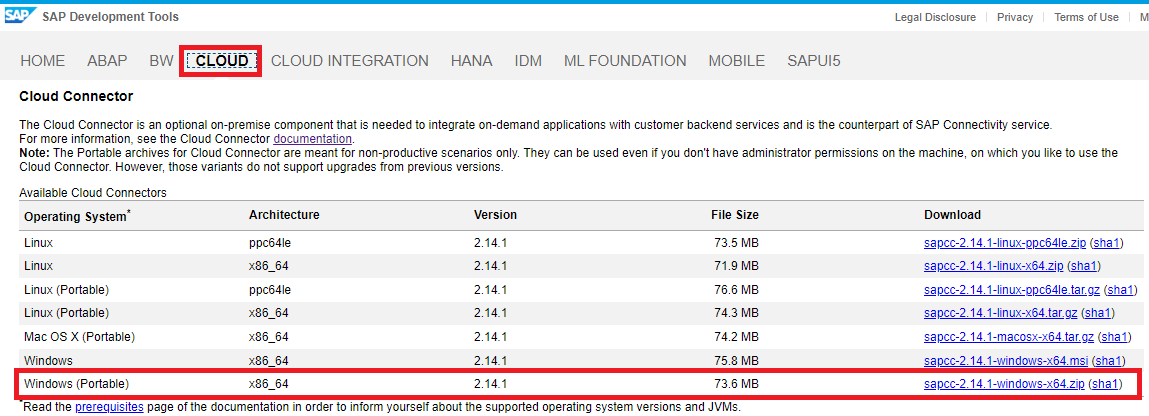 SAP SAP Development Tools Legal Disclosure Privacy Terms of Use M
HOME ABAP BW CLOUD CLOUD INTEGRATION HANA IDM ML FOUNDATION MOBILE SAPUI5
Cloud Connector
The Cloud Connector is an optional on-premise component that is needed to integrate on-demand applications with customer backend services and is the counterpart of SAP Connectivity service.
For more information, see the Cloud Connector documentation.
Note: The Portable archives for Cloud Connector are meant for non-productive scenarios only. They can be used even if you don't have administrator permissions on the machine, on which you like to use the
Cloud Connector. However, those variants do not support upgrades from previous versions.
Available Cloud Connectors
Operating System* Architecture Version File Size Download
Linux ppc64le 2.14.1 73.5 MB sapcc-2.14.1-linux-ppc64le.zip (sha1)
Linux x86_64 2.14.1 71.9 MB sapcc-2.14.1-linux-x64.zip (sha1)
Linux (Portable) ppc64le 2.14.1 76.6 MB sapcc-2.14.1-linux-ppc64le.tar.gz (sha1)
Linux (Portable) x86_64 2.14.1 74.3 MB sapcc-2.14.1-linux-x64.tar.gz (sha1)
Mac OS X (Portable) x86_64 2.14.1 74.2 MB sapcc-2.14.1-macosx-x64.tar.gz (sha1)
Windows x86_64 2.14.1 75.8 MB sapcc-2.14.1-windows-x64.msi (sha1)
Windows (Portable) x86_64 2.14.1 73.6 MB sapcc-2.14.1-windows-x64.zip (sha1)
*Read the prerequisites page of the documentation in order to inform yourself about the supported operating system versions and JVMs.